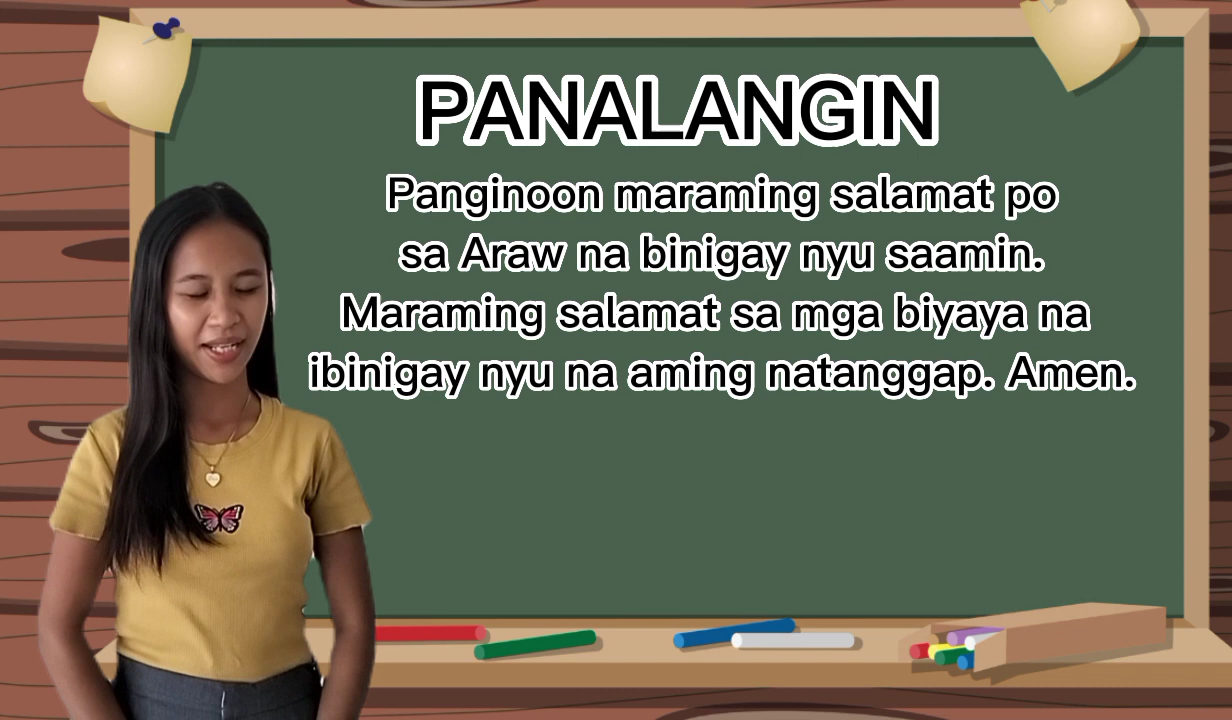 PANALANGIN
Panginoon maraming salamat po
sa Araw na binigay nyu saamin.
Maraming salamat sa mga biyaya na
ibinigay nyu na aming natanggap. Amen.